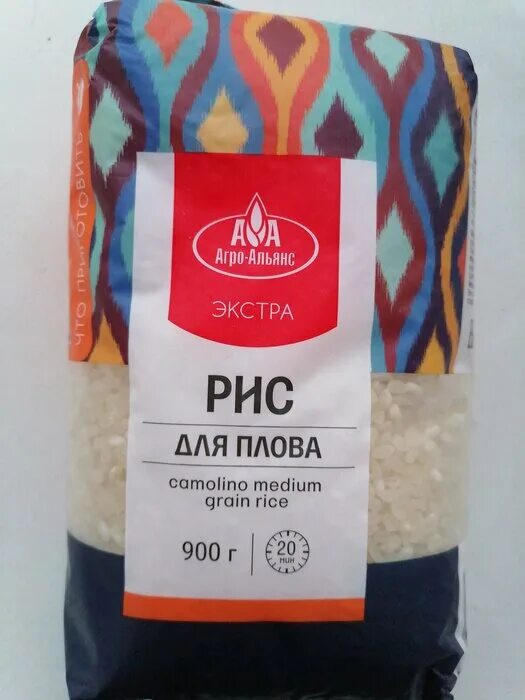 ЧТО ПРИГОТОВИТЬ
АА
Агро-Альянс
ЭКСТРА
РИС
ДЛЯ ПЛОВА
camolino medium
grain rice
900 г
20
МИН